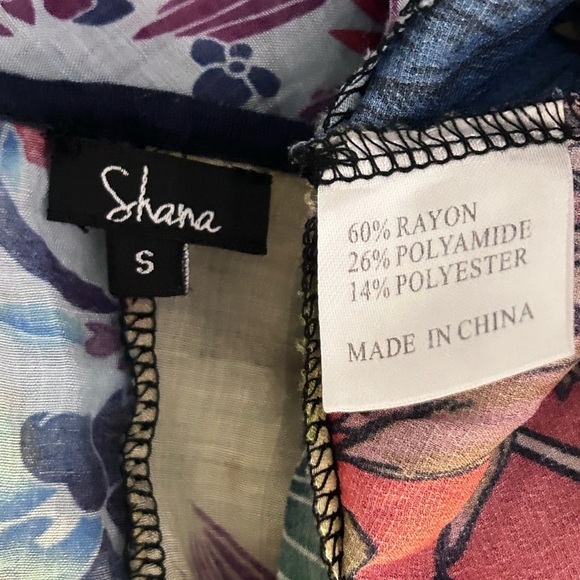 Shana
S
60% RAYON
26% POLYAMIDE
14% POLYESTER
MADE IN CHINA